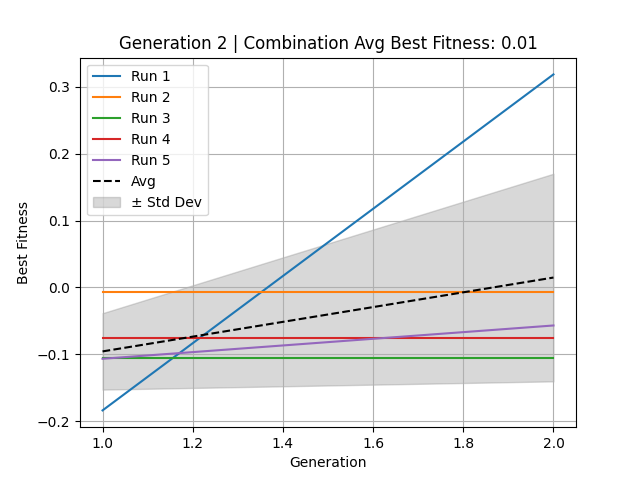 Generation 2 | Combination Avg Best Fitness: 0.01
Run 1
Run 2
Run 3
Run 4
Run 5
Avg
± Std Dev
Best Fitness
0.3
0.2
0.1
0.0
−0.1
−0.2
1.0 1.2 1.4 1.6 1.8 2.0
Generation